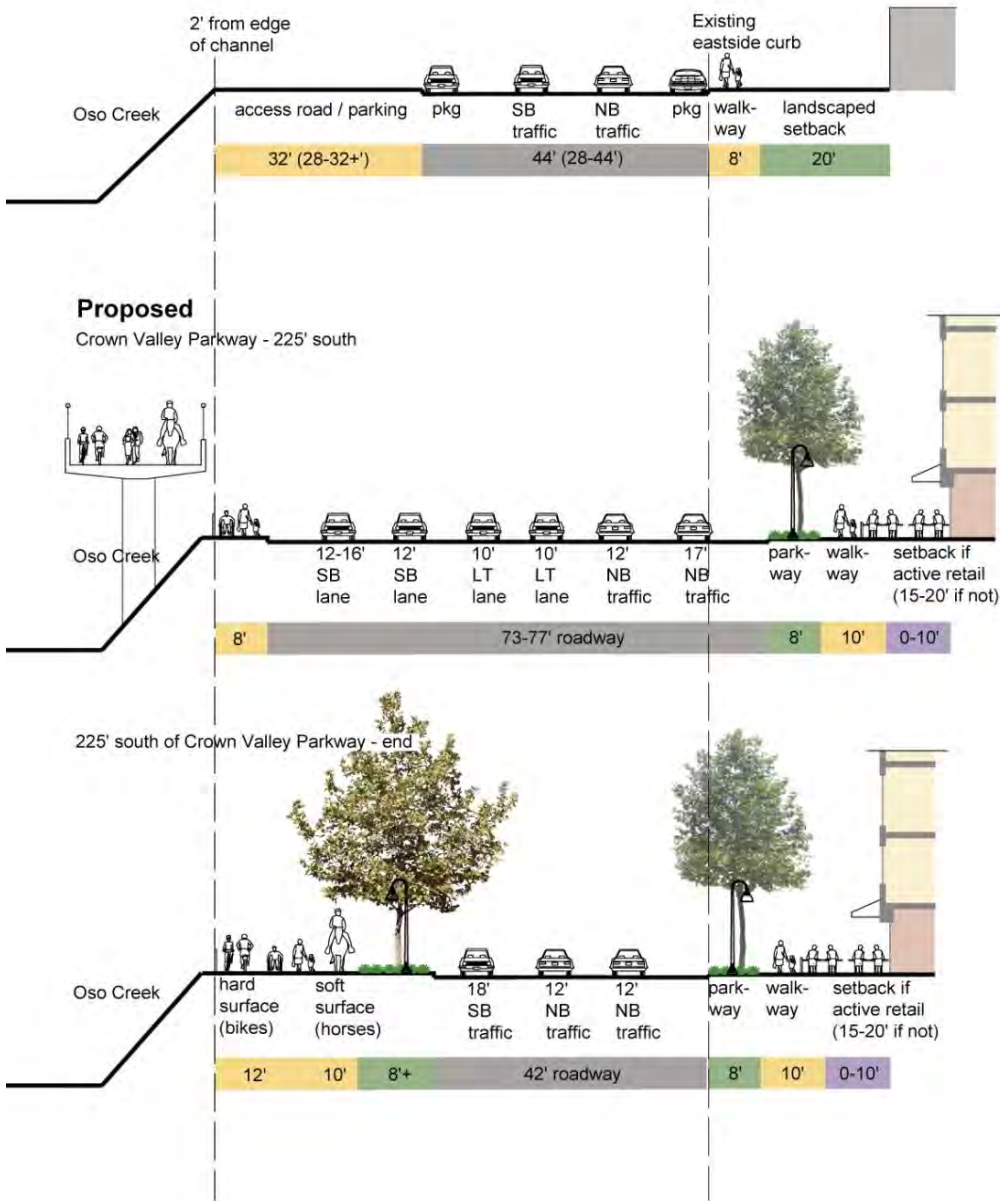 2' from edge
of channel
Existing
eastside curb
Oso Creek
access road / parking
pkg
SB
traffic
NB
traffic
pkg
walk-
way
landscaped
setback
32' (28-32+')
44' (28-44')
8'
20'
Proposed
Crown Valley Parkway - 225' south
Oso Creek
12-16'
SB
lane
12'
SB
lane
10'
LT
lane
10'
LT
lane
12'
NB
traffic
17'
NB
traffic
park-
way
walk-
way
setback if
active retail
(15-20' if not)
8'
73-77' roadway
8'
10'
0-10'
225' south of Crown Valley Parkway - end
Oso Creek
hard
surface
(bikes)
soft
surface
(horses)
18'
SB
traffic
12'
NB
traffic
12'
NB
traffic
park-
way
walk-
way
setback if
active retail
(15-20' if not)
12'
10'
8'+
42' roadway
8'
10'
0-10'